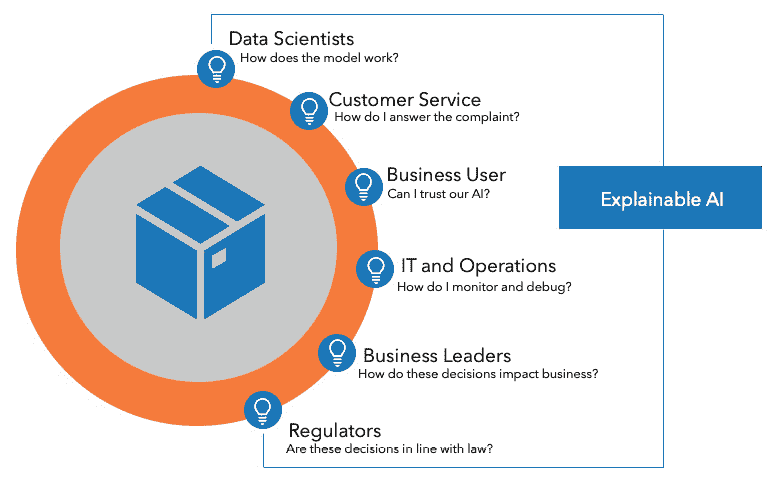 Data Scientists
How does the model work?
Customer Service
How do I answer the complaint?
Business User
Can I trust our AI?
Explainable AI
IT and Operations
How do I monitor and debug?
Business Leaders
How do these decisions impact business?
Regulators
Are these decisions in line with law?